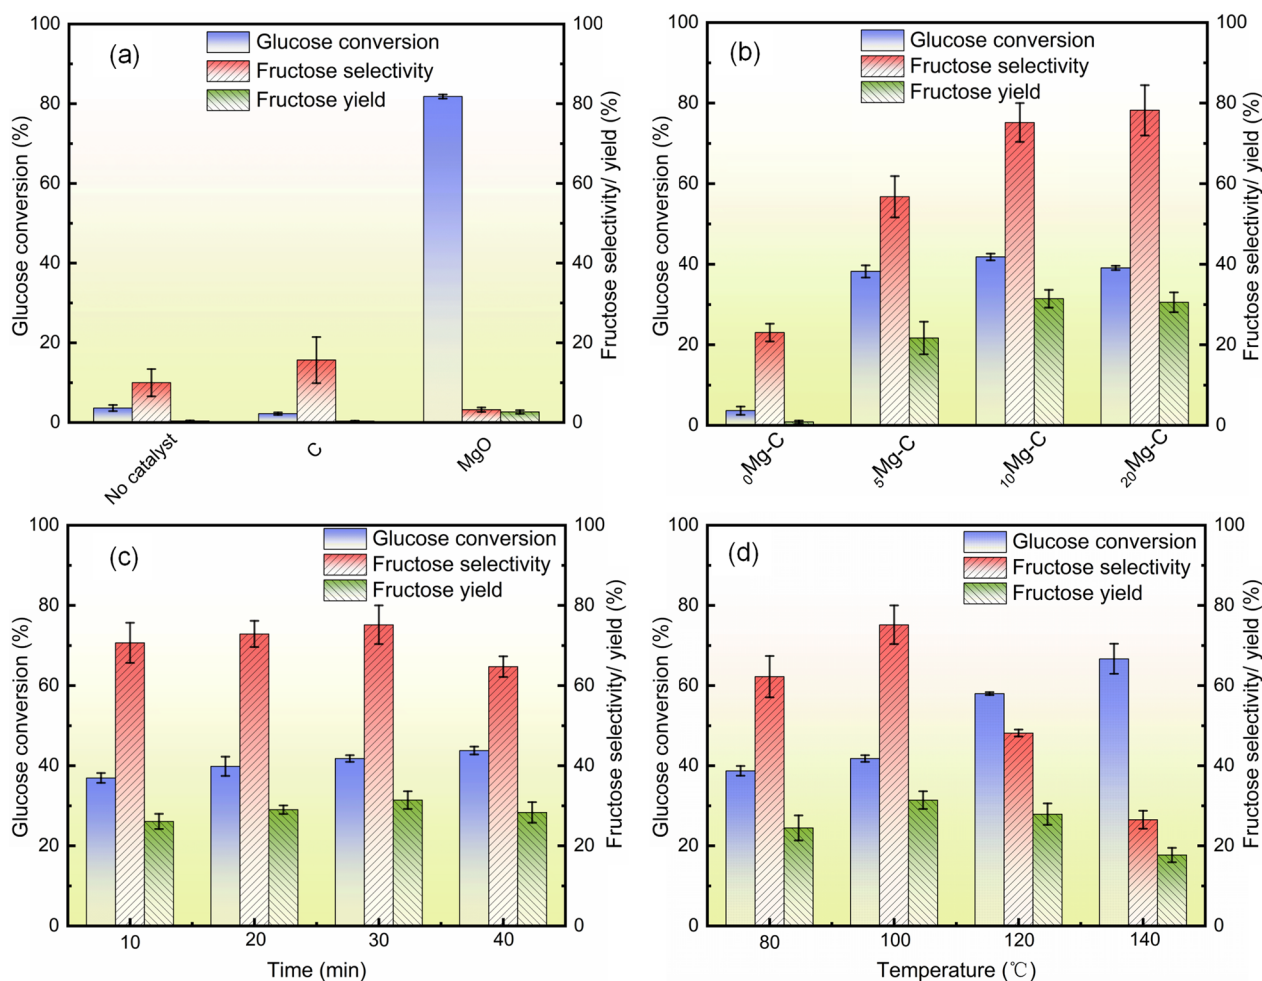 (a)
Glucose conversion
Fructose selectivity
Fructose yield
100
80
60
40
20
0
Glucose conversion (%)
100
80
60
40
20
0
Fructose selectivity/ yield (%)
No catalyst
C
MgO
(b)
Glucose conversion
Fructose selectivity
Fructose yield
100
80
60
40
20
0
Glucose conversion (%)
100
80
60
40
20
0
Fructose selectivity/ yield (%)
₀Mg-C
₅Mg-C
₁₀Mg-C
₂₀Mg-C
(c)
Glucose conversion
Fructose selectivity
Fructose yield
100
80
60
40
20
0
Glucose conversion (%)
100
80
60
40
20
0
Fructose selectivity/ yield (%)
10 20 30 40
Time (min)
(d)
Glucose conversion
Fructose selectivity
Fructose yield
100
80
60
40
20
0
Glucose conversion (%)
100
80
60
40
20
0
Fructose selectivity/ yield (%)
80 100 120 140
Temperature (℃)